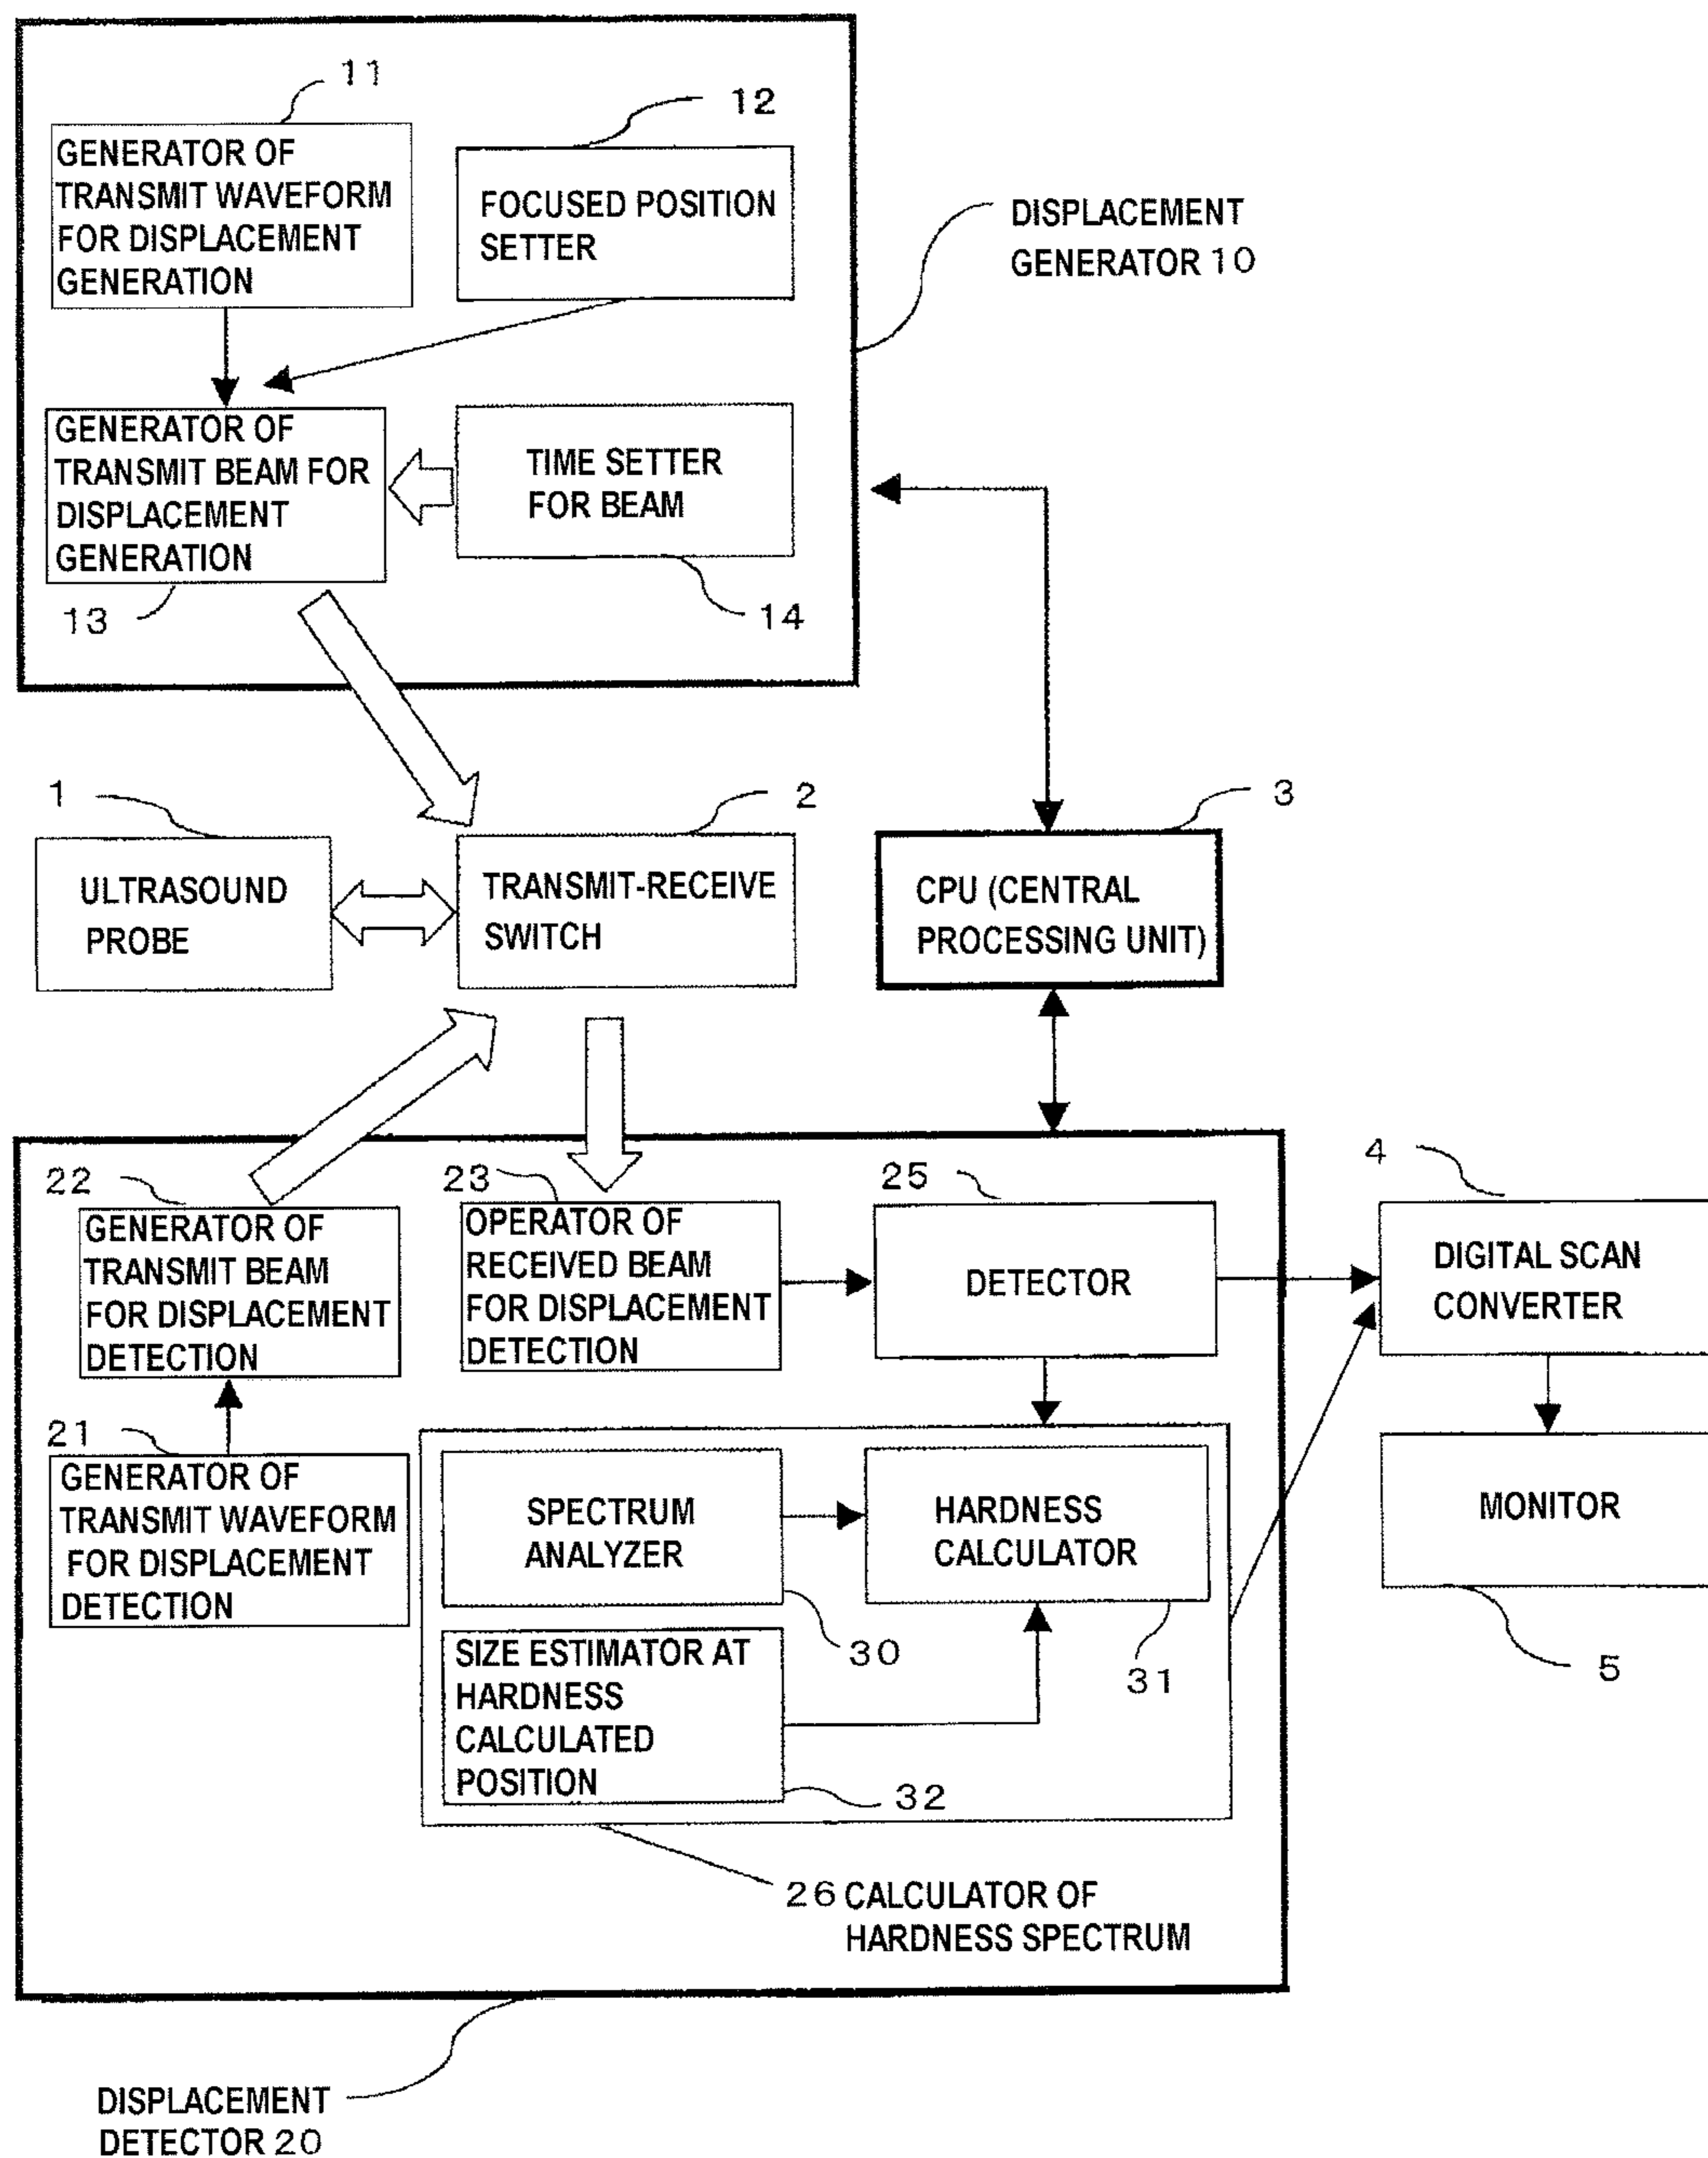 11
GENERATOR OF
TRANSMIT WAVEFORM
FOR DISPLACEMENT
GENERATION
12
FOCUSED POSITION
SETTER
DISPLACEMENT
GENERATOR 10
GENERATOR OF
TRANSMIT BEAM FOR
DISPLACEMENT
GENERATION
13
TIME SETTER
FOR BEAM
14
1
ULTRASOUND
PROBE
2
TRANSMIT-RECEIVE
SWITCH
3
CPU (CENTRAL
PROCESSING UNIT)
22
GENERATOR OF
TRANSMIT BEAM
FOR DISPLACEMENT
DETECTION
23
OPERATOR OF
RECEIVED BEAM
FOR DISPLACEMENT
DETECTION
25
DETECTOR
4
DIGITAL SCAN
CONVERTER
21
GENERATOR OF
TRANSMIT WAVEFORM
FOR DISPLACEMENT
DETECTION
SPECTRUM
ANALYZER
30
HARDNESS
CALCULATOR
31
MONITOR
5
SIZE ESTIMATOR AT
HARDNESS
CALCULATED
POSITION
32
26 CALCULATOR OF
HARDNESS SPECTRUM
DISPLACEMENT
DETECTOR 20